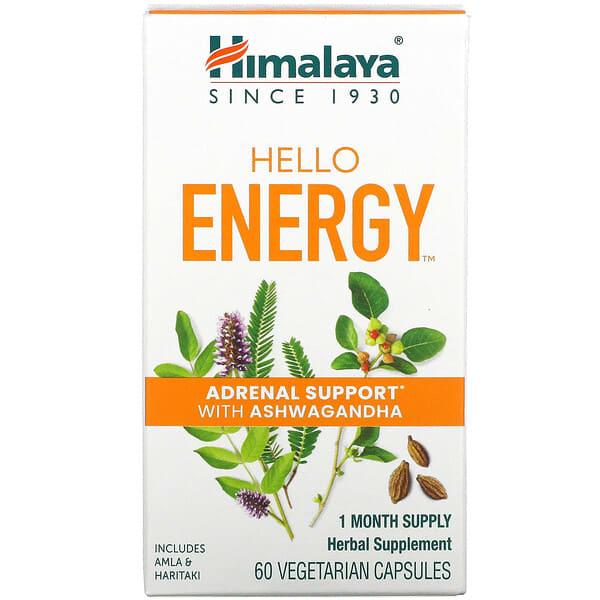 Himalaya®
SINCE 1930
HELLO
ENERGY™
ADRENAL SUPPORT*
WITH ASHWAGANDHA
1 MONTH SUPPLY
Herbal Supplement
INCLUDES
AMLA &
HARITAKI
60 VEGETARIAN CAPSULES